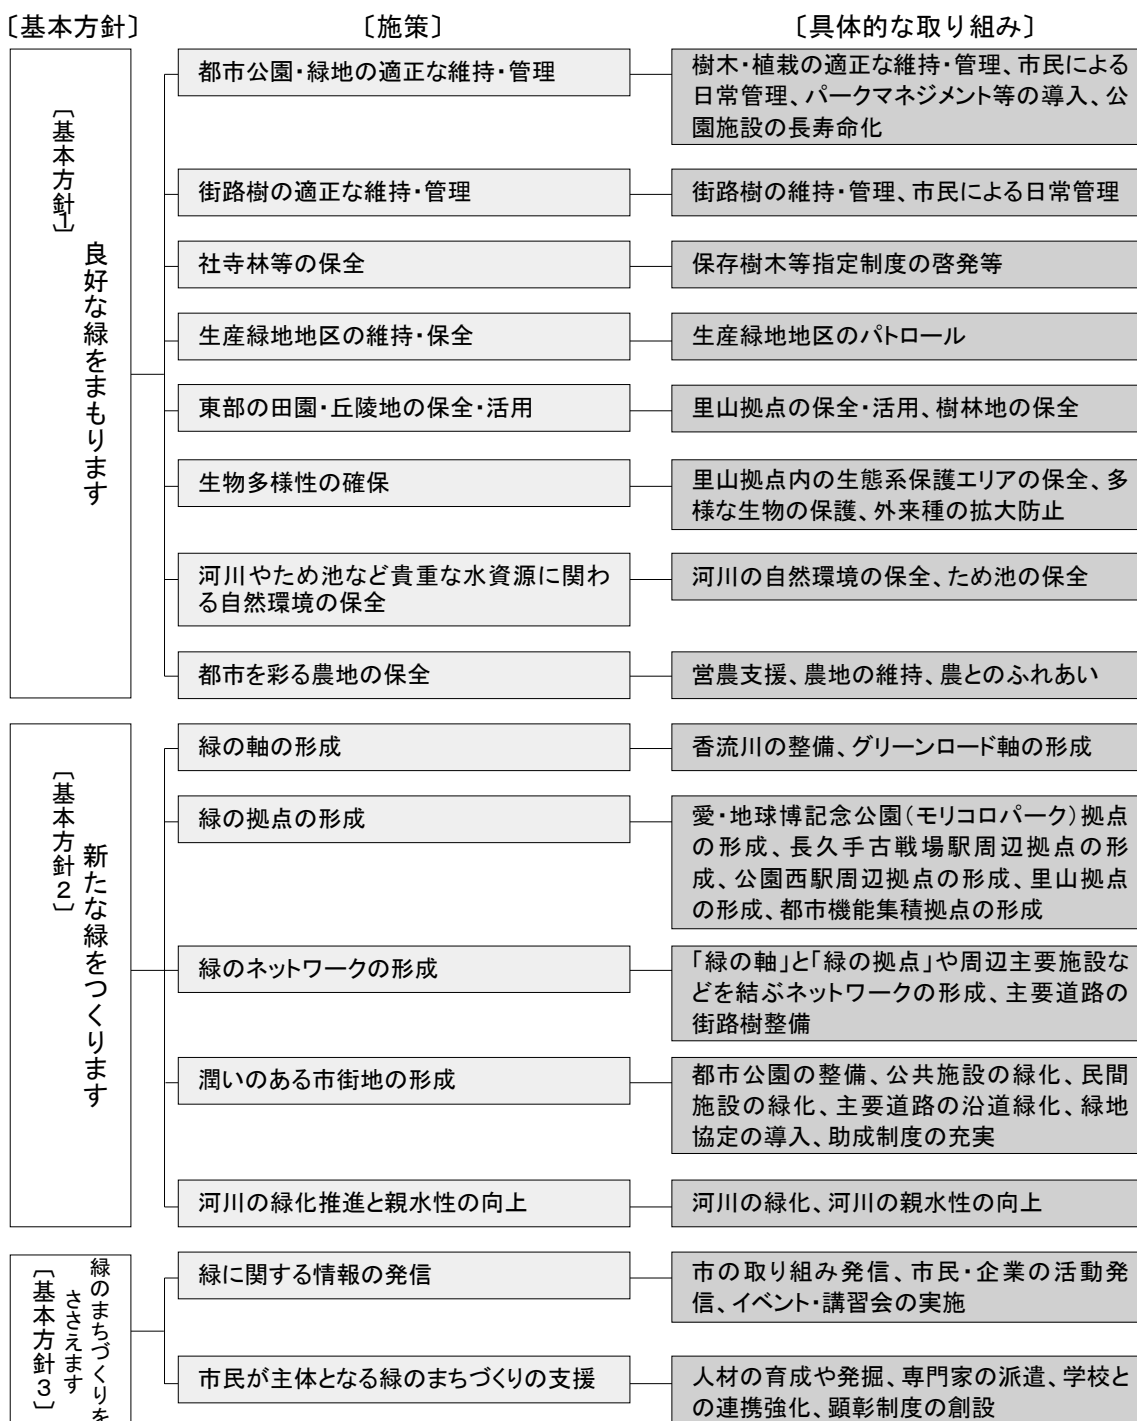 〔基本方針〕
〔施策〕
〔具体的な取り組み〕
〔基本方針1〕
良好な緑をまもります
都市公園・緑地の適正な維持・管理
樹木・植栽の適正な維持・管理、市民による
日常管理、パークマネジメント等の導入、公
園施設の長寿命化
街路樹の適正な維持・管理
街路樹の維持・管理、市民による日常管理
社寺林等の保全
保存樹木等指定制度の啓発等
生産緑地地区の維持・保全
生産緑地地区のパトロール
東部の田園・丘陵地の保全・活用
里山拠点の保全・活用、樹林地の保全
生物多様性の確保
里山拠点内の生態系保護エリアの保全、多
様な生物の保護、外来種の拡大防止
河川やため池など貴重な水資源に関わ
る自然環境の保全
河川の自然環境の保全、ため池の保全
都市を彩る農地の保全
営農支援、農地の維持、農とのふれあい
〔基本方針2〕
新たな緑をつくります
緑の軸の形成
香流川の整備、グリーンロード軸の形成
緑の拠点の形成
愛・地球博記念公園(モリコロパーク)拠点
の形成、長久手古戦場駅周辺拠点の形
成、公園西駅周辺拠点の形成、里山拠点
の形成、都市機能集積拠点の形成
緑のネットワークの形成
「緑の軸」と「緑の拠点」や周辺主要施設な
どを結ぶネットワークの形成、主要道路の
街路樹整備
潤いのある市街地の形成
都市公園の整備、公共施設の緑化、民間
施設の緑化、主要道路の沿道緑化、緑地
協定の導入、助成制度の充実
河川の緑化推進と親水性の向上
河川の緑化、河川の親水性の向上
〔基本方針3〕
緑のまちづくりを
ささえます
緑に関する情報の発信
市の取り組み発信、市民・企業の活動発
信、イベント・講習会の実施
市民が主体となる緑のまちづくりの支援
人材の育成や発掘、専門家の派遣、学校と
の連携強化、顕彰制度の創設